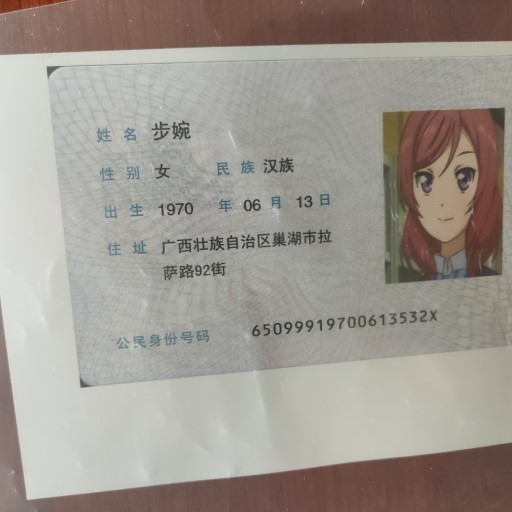 姓名 步婉
性别 女 民族 汉族
出生 1970 年 06 月 13 日
住址 广西壮族自治区巢湖市拉
萨路92街
公民身份号码 65099919700613532X